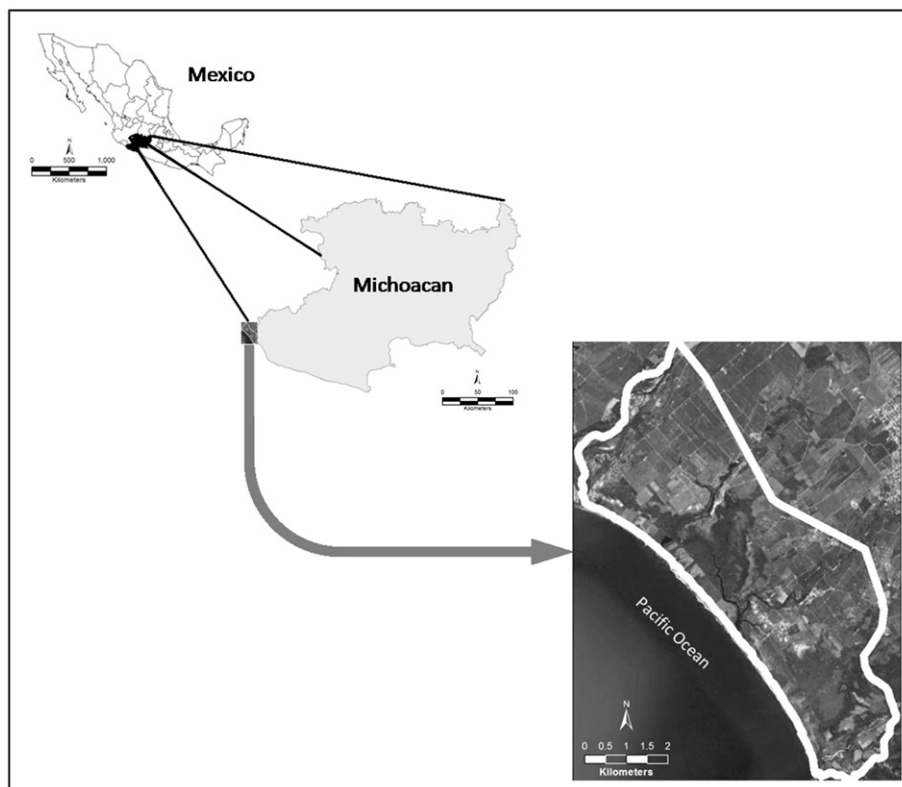 Mexico
N
0 500 1,000
Kilometers
Michoacan
N
0 50 100
Kilometers
Pacific Ocean
N
0 0.5 1 1.5 2
Kilometers